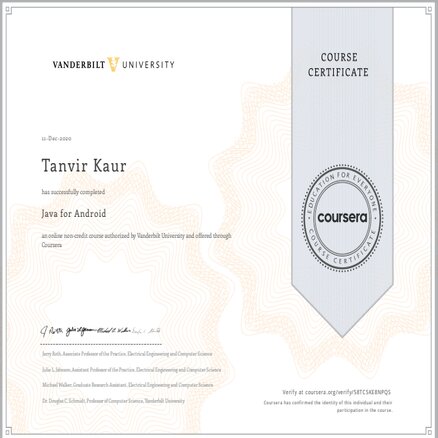 VANDERBILT V UNIVERSITY
COURSE
CERTIFICATE
11-Dec-2020
Tanvir Kaur
has successfully completed
Java for Android
an online non-credit course authorized by Vanderbilt University and offered through
Coursera
EDUCATION FOR EVERYONE
coursera
COURSE CERTIFICATE
Jerry Roth, Associate Professor of the Practice, Electrical Engineering and Computer Science
Julie L. Johnson, Assistant Professor of the Practice, Electrical Engineering and Computer Science
Michael Walker, Graduate Research Assistant, Electrical Engineering and Computer Science
Dr. Douglas C. Schmidt, Professor of Computer Science, Vanderbilt University
Verify at coursera.org/verify/
Coursera has confirmed the identity of this individual and their
participation in the course.